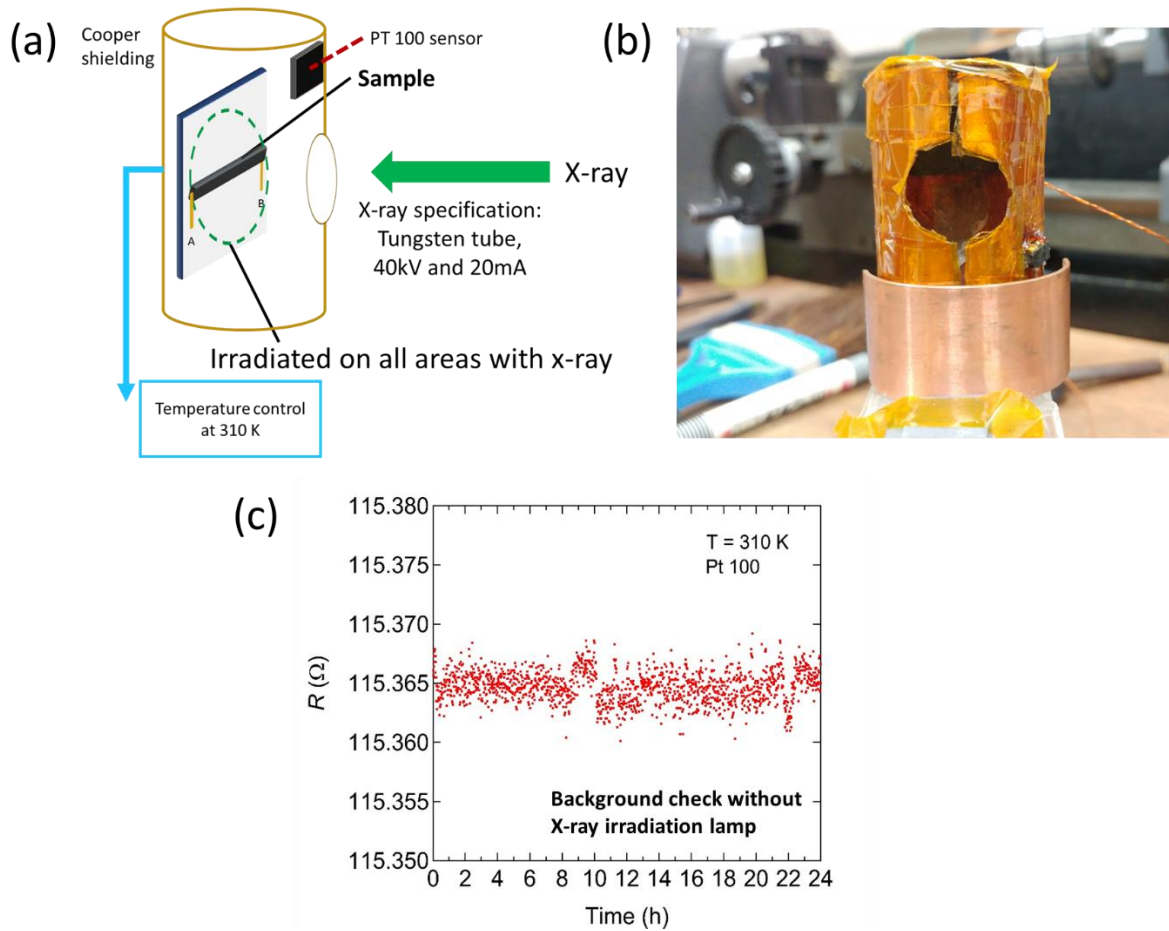 (a)
Cooper
shielding
PT 100 sensor
Sample
X-ray
X-ray specification:
Tungsten tube,
40kV and 20mA
A
B
Irradiated on all areas with x-ray
Temperature control
at 310 K
(b)
(c)
115.380
115.375
115.370
115.365
115.360
115.355
115.350
R (Ω)
T = 310 K
Pt 100
Background check without
X-ray irradiation lamp
0 2 4 6 8 10 12 14 16 18 20 22 24
Time (h)